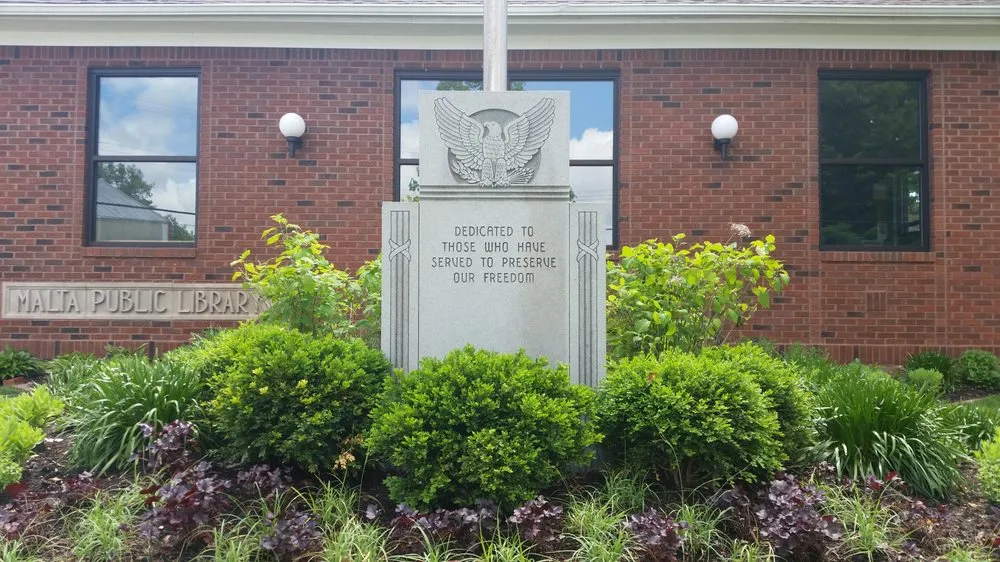 DEDICATED TO
THOSE WHO HAVE
SERVED TO PRESERVE
OUR FREEDOM
MALTA PUBLIC LIBRARY